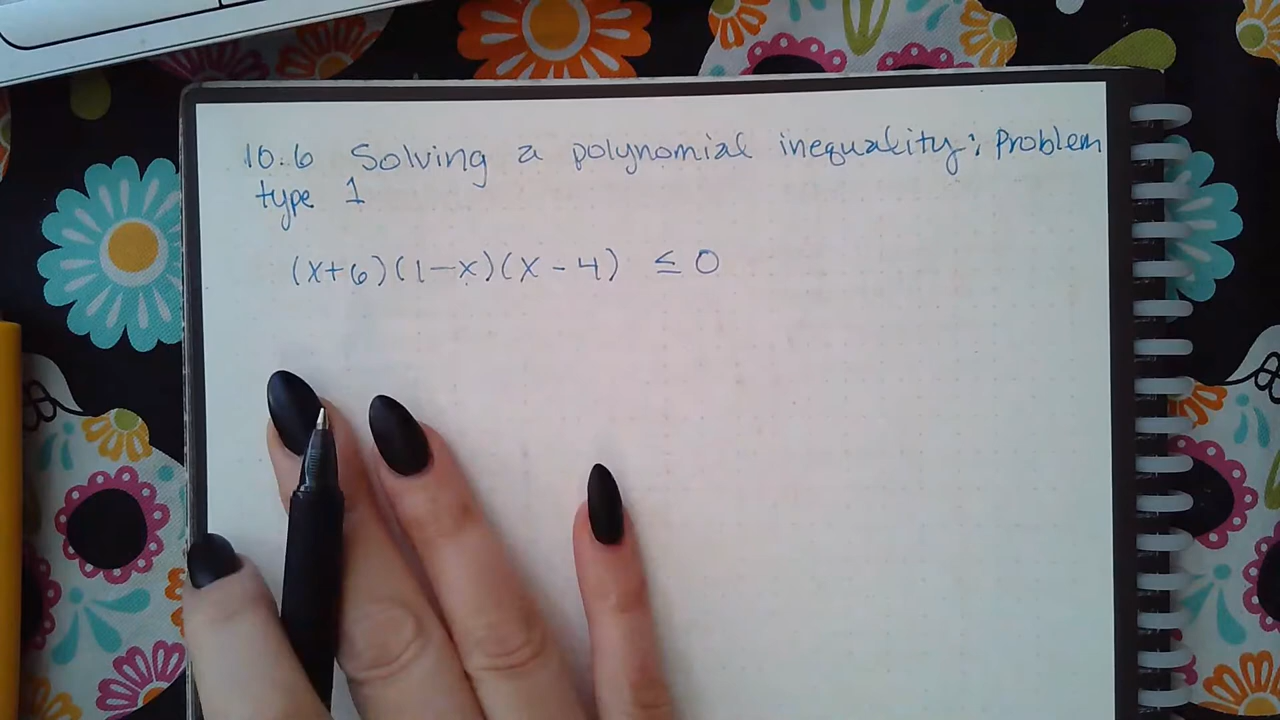 10.6 Solving a polynomial inequality: Problem
type 1
(x+6)(1-x)(x-4) ≤ 0